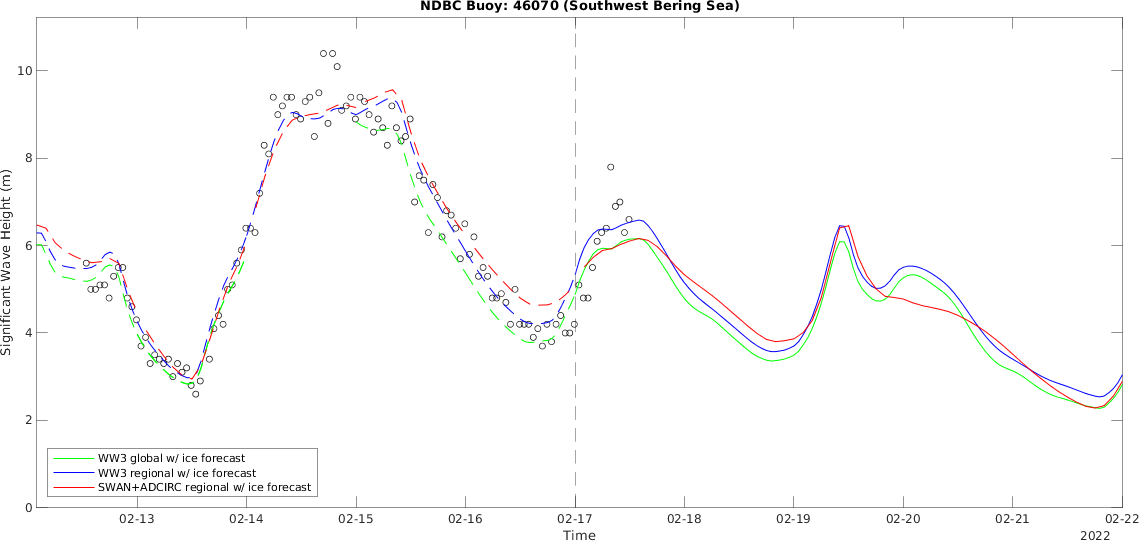 NDBC Buoy: 46070 (Southwest Bering Sea)
Significant Wave Height (m)
10
8
6
4
2
0
WW3 global w/ ice forecast
WW3 regional w/ ice forecast
SWAN+ADCIRC regional w/ ice forecast
02-13 02-14 02-15 02-16 02-17 02-18 02-19 02-20 02-21 02-22
Time
2022